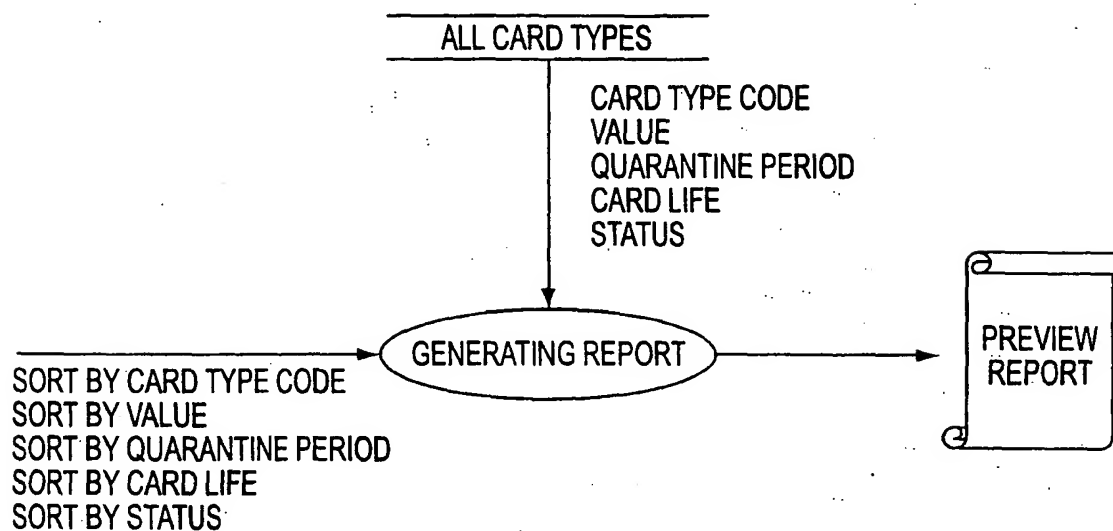 ALL CARD TYPES
CARD TYPE CODE
VALUE
QUARANTINE PERIOD
CARD LIFE
STATUS
GENERATING REPORT
PREVIEW
REPORT
SORT BY CARD TYPE CODE
SORT BY VALUE
SORT BY QUARANTINE PERIOD
SORT BY CARD LIFE
SORT BY STATUS